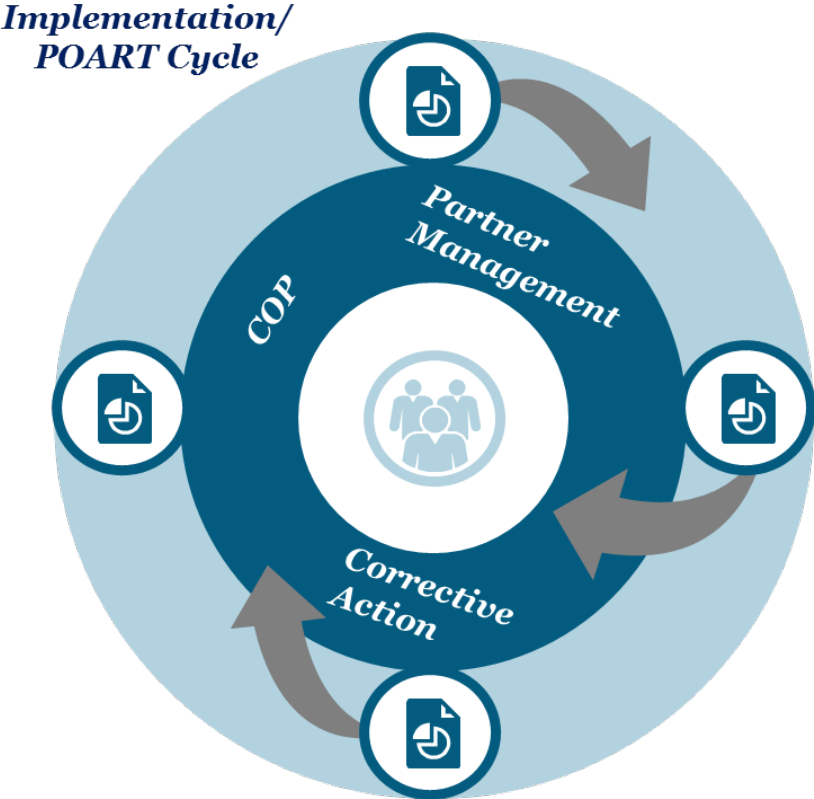 Implementation/
POART Cycle
Partner
Management
COP
Corrective
Action